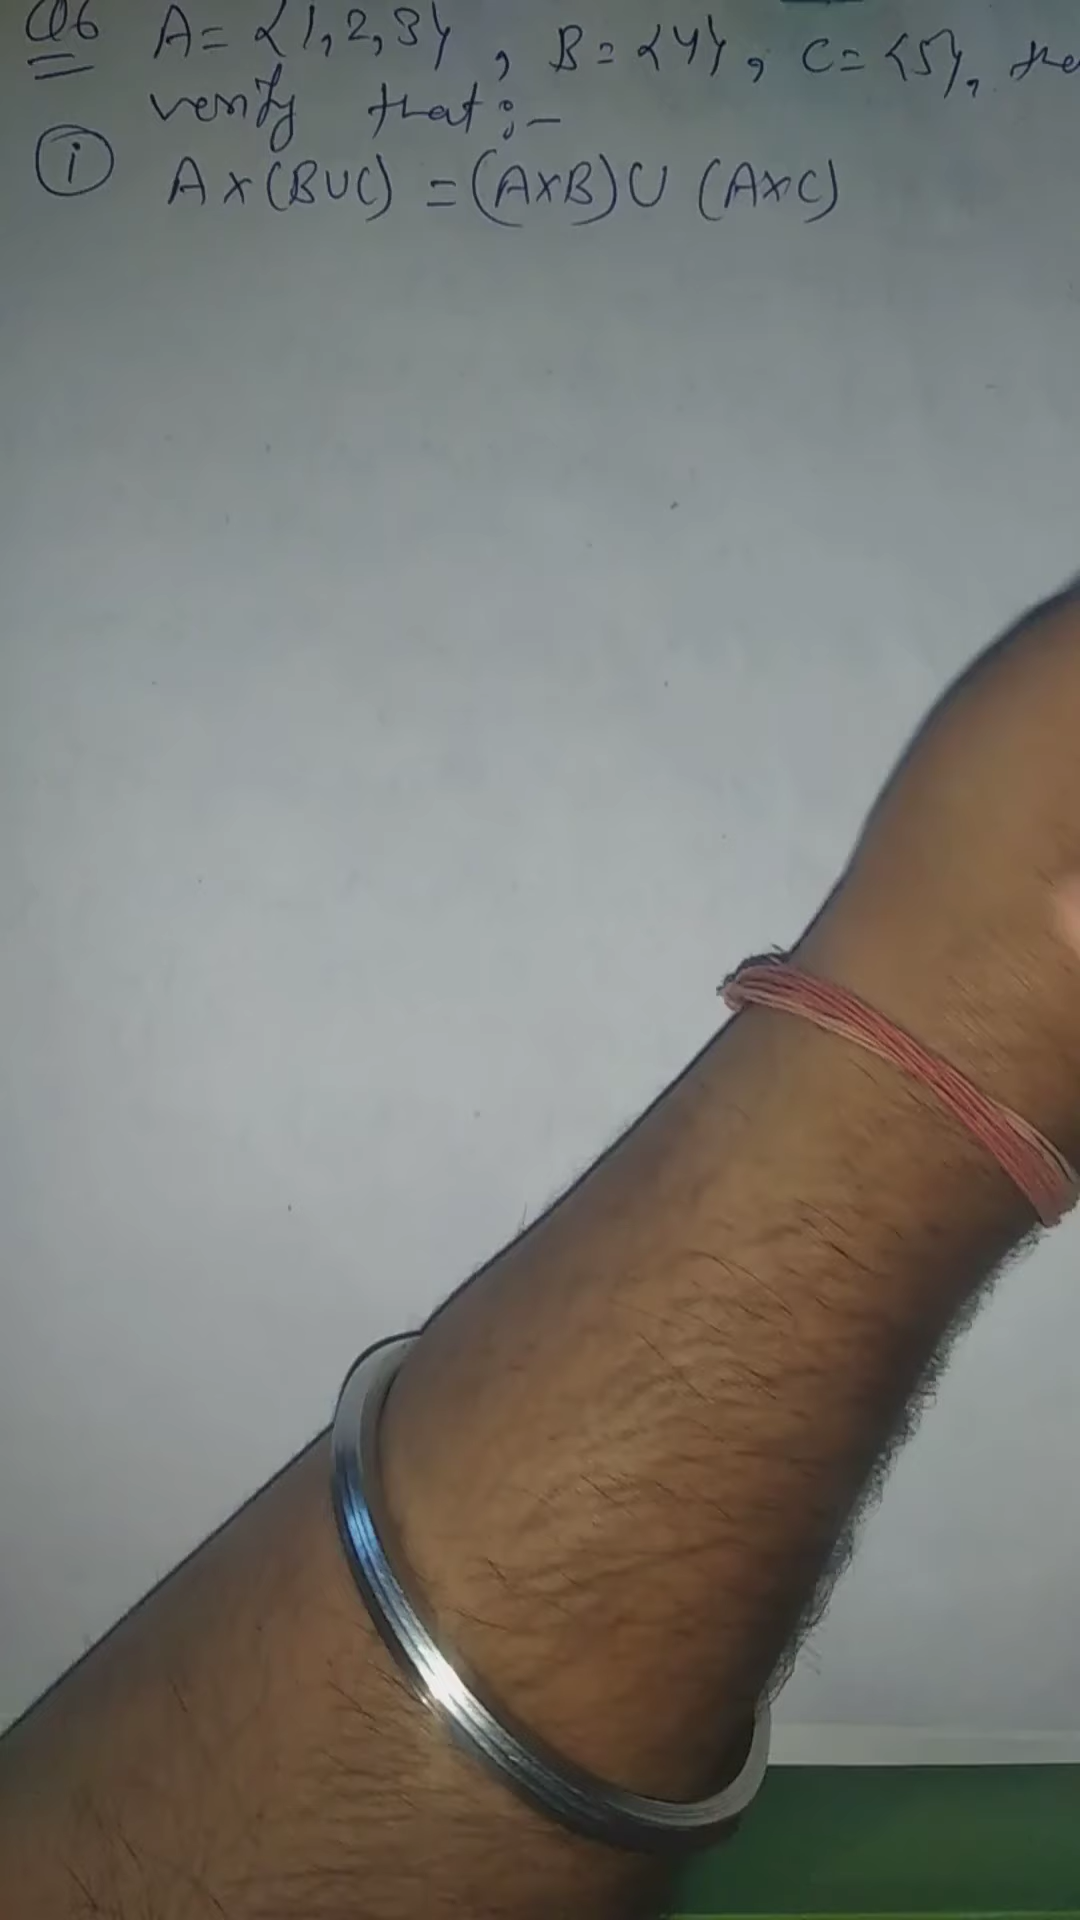 Q6 A = {1, 2, 3}, B = {4}, C = {5}, the
verify that :-
(i) A × (B ∪ C) = (A × B) ∪ (A × C)